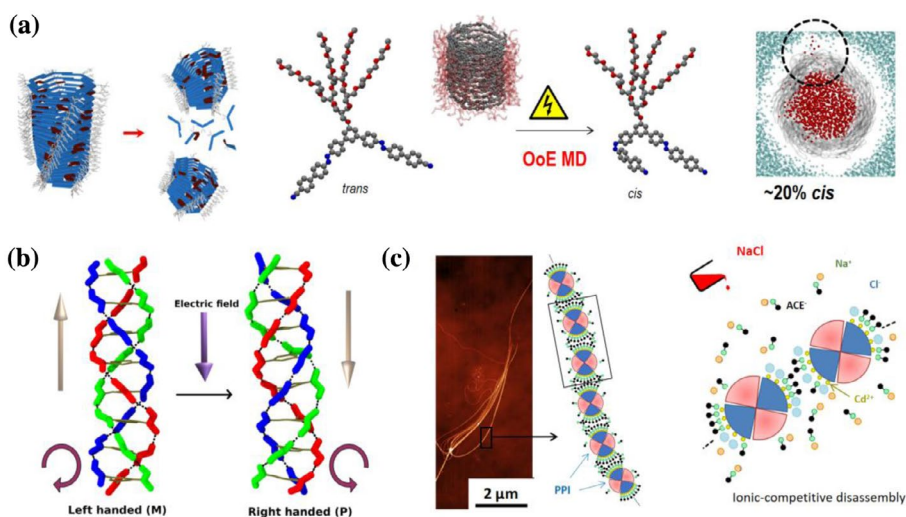 (a)
trans
OoE MD
cis
~20% cis
(b)
Electric field
Left handed (M)
Right handed (P)
(c)
2 µm
PPI
NaCl
Na⁺
Cl⁻
ACE⁻
Cd²⁺
Ionic-competitive disassembly